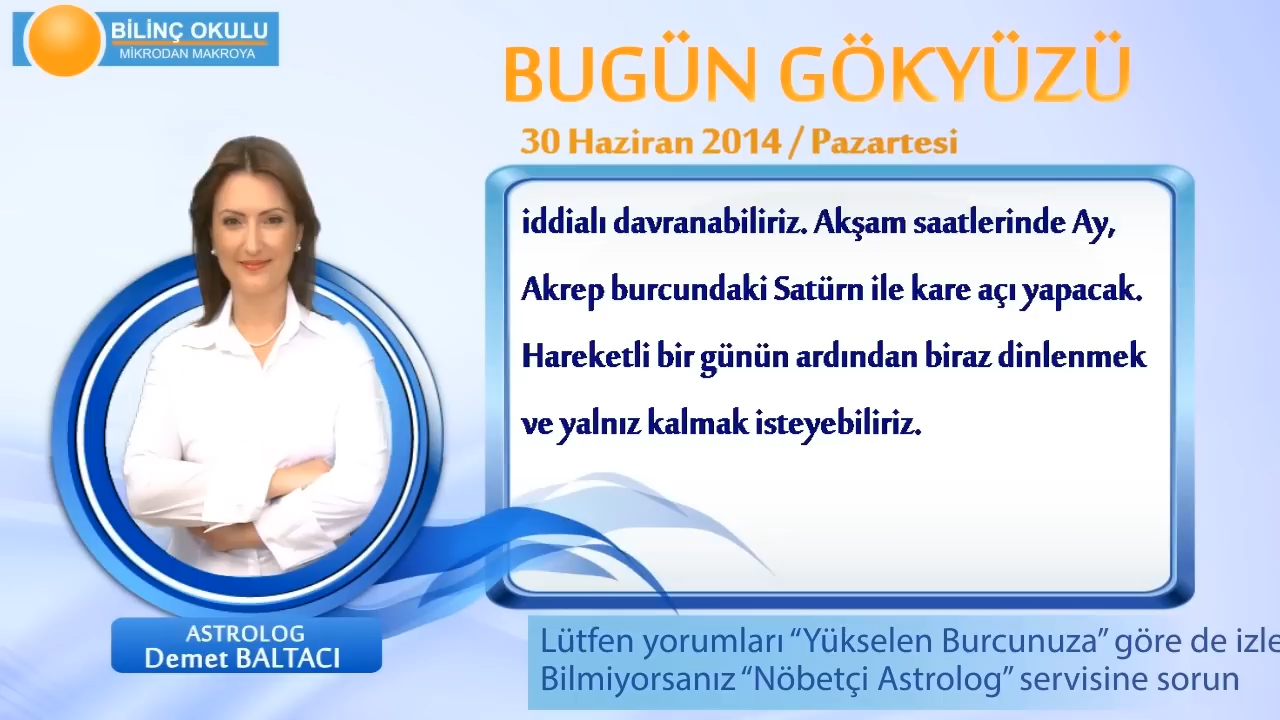 BİLİNÇ OKULU
MİKRODAN MAKROYA
BUGÜN GÖKYÜZÜ
30 Haziran 2014 / Pazartesi
iddialı davranabiliriz. Akşam saatlerinde Ay,
Akrep burcundaki Satürn ile kare açı yapacak.
Hareketli bir günün ardından biraz dinlenmek
ve yalnız kalmak isteyebiliriz.
ASTROLOG
Demet BALTACI
Lütfen yorumları “Yükselen Burcunuza” göre de izle
Bilmiyorsanız “Nöbetçi Astrolog” servisine sorun